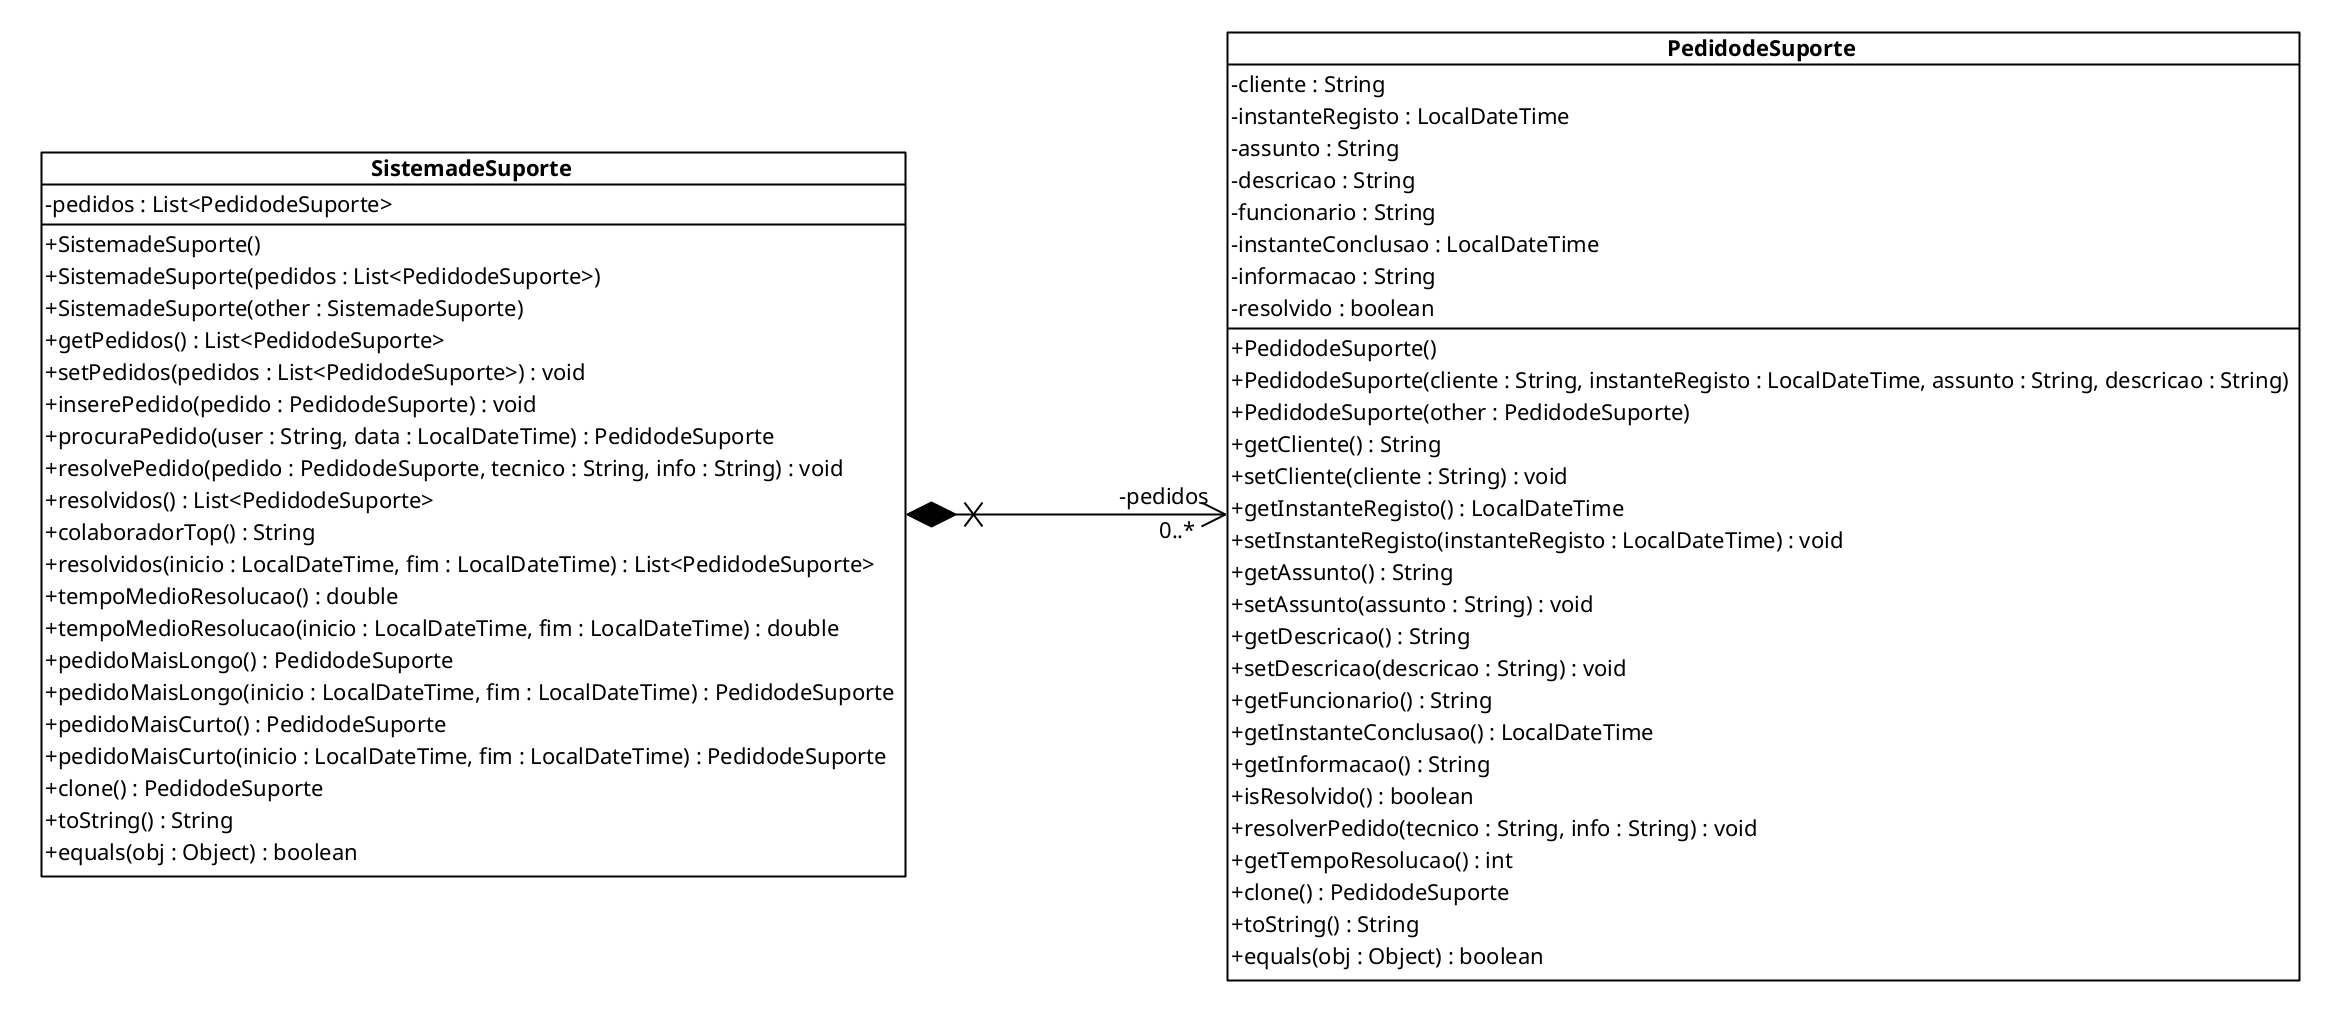 SistemadeSuporte
-pedidos : List<PedidodeSuporte>
+SistemadeSuporte()
+SistemadeSuporte(pedidos : List<PedidodeSuporte>)
+SistemadeSuporte(other : SistemadeSuporte)
+getPedidos() : List<PedidodeSuporte>
+setPedidos(pedidos : List<PedidodeSuporte>) : void
+inserePedido(pedido : PedidodeSuporte) : void
+procuraPedido(user : String, data : LocalDateTime) : PedidodeSuporte
+resolvePedido(pedido : PedidodeSuporte, tecnico : String, info : String) : void
+resolvidos() : List<PedidodeSuporte>
+colaboradorTop() : String
+resolvidos(inicio : LocalDateTime, fim : LocalDateTime) : List<PedidodeSuporte>
+tempoMedioResolucao() : double
+tempoMedioResolucao(inicio : LocalDateTime, fim : LocalDateTime) : double
+pedidoMaisLongo() : PedidodeSuporte
+pedidoMaisLongo(inicio : LocalDateTime, fim : LocalDateTime) : PedidodeSuporte
+pedidoMaisCurto() : PedidodeSuporte
+pedidoMaisCurto(inicio : LocalDateTime, fim : LocalDateTime) : PedidodeSuporte
+clone() : PedidodeSuporte
+toString() : String
+equals(obj : Object) : boolean
-pedidos
0..*
PedidodeSuporte
-cliente : String
-instanteRegisto : LocalDateTime
-assunto : String
-descricao : String
-funcionario : String
-instanteConclusao : LocalDateTime
-informacao : String
-resolvido : boolean
+PedidodeSuporte()
+PedidodeSuporte(cliente : String, instanteRegisto : LocalDateTime, assunto : String, descricao : String)
+PedidodeSuporte(other : PedidodeSuporte)
+getCliente() : String
+setCliente(cliente : String) : void
+getInstanteRegisto() : LocalDateTime
+setInstanteRegisto(instanteRegisto : LocalDateTime) : void
+getAssunto() : String
+setAssunto(assunto : String) : void
+getDescricao() : String
+setDescricao(descricao : String) : void
+getFuncionario() : String
+getInstanteConclusao() : LocalDateTime
+getInformacao() : String
+isResolvido() : boolean
+resolverPedido(tecnico : String, info : String) : void
+getTempoResolucao() : int
+clone() : PedidodeSuporte
+toString() : String
+equals(obj : Object) : boolean